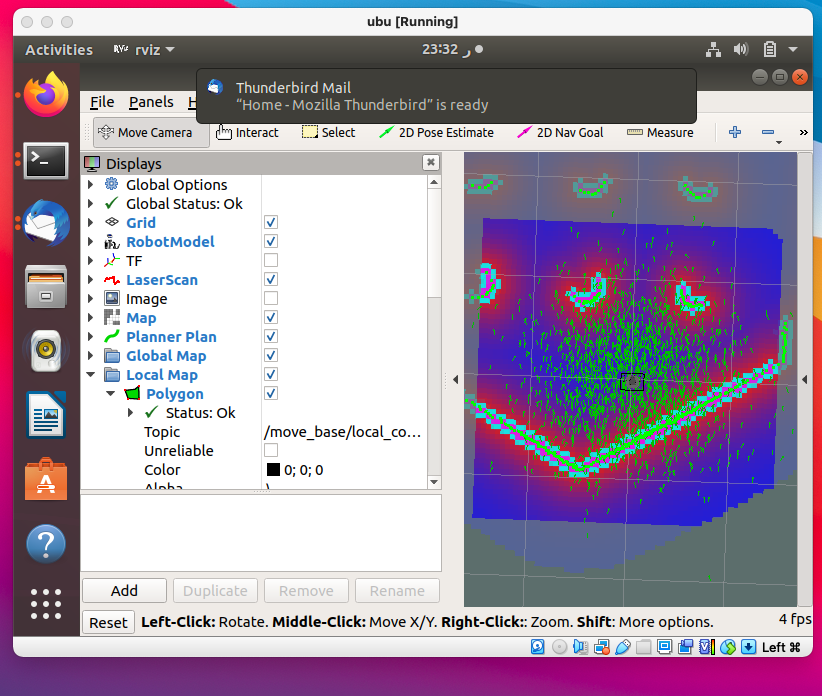 ubu [Running]
Activities
rviz
23:32 ر
Thunderbird Mail
“Home - Mozilla Thunderbird” is ready
File Panels H
Move Camera Interact Select 2D Pose Estimate 2D Nav Goal Measure »
Displays
Global Options
Global Status: Ok
Grid
RobotModel
TF
LaserScan
Image
Map
Planner Plan
Global Map
Local Map
Polygon
Status: Ok
Topic /move_base/local_co...
Unreliable
Color 0; 0; 0
Alpha
Add Duplicate Remove Rename
Reset Left-Click: Rotate. Middle-Click: Move X/Y. Right-Click:: Zoom. Shift: More options. 4 fps
Left ⌘